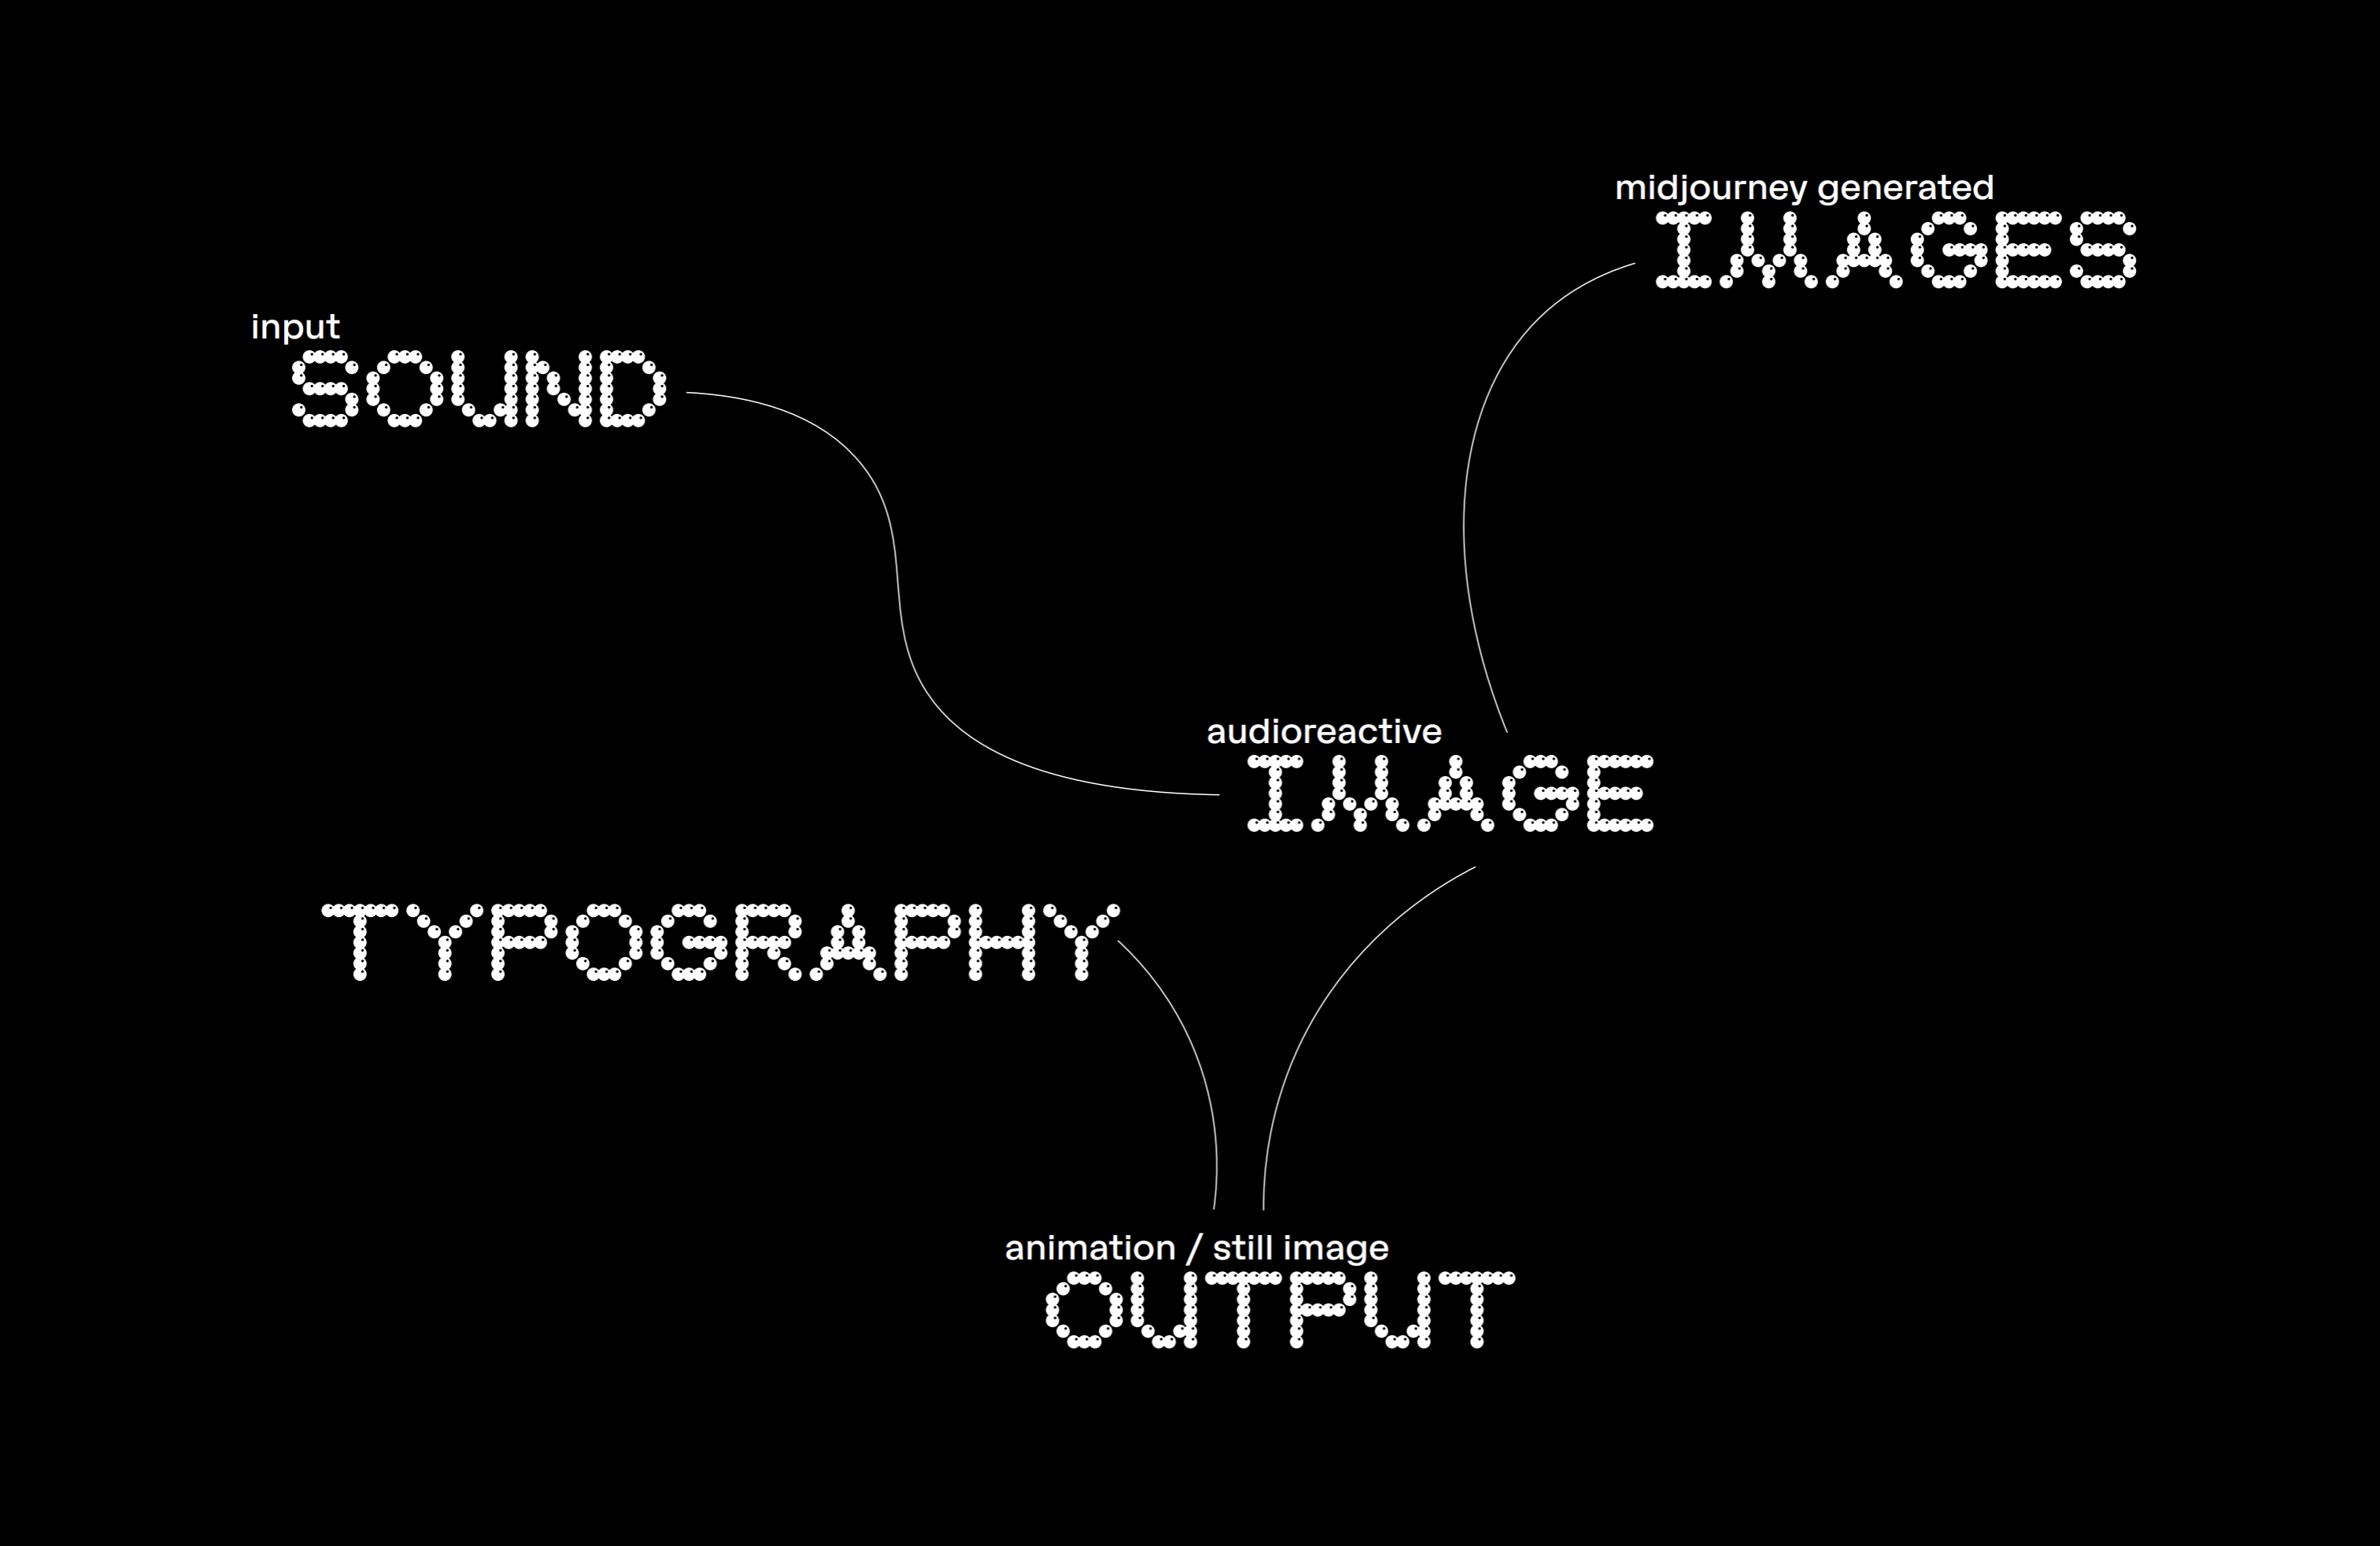 midjourney generated
IMAGES
input
SOUND
audioreactive
IMAGE
TYPOGRAPHY
animation / still image
OUTPUT